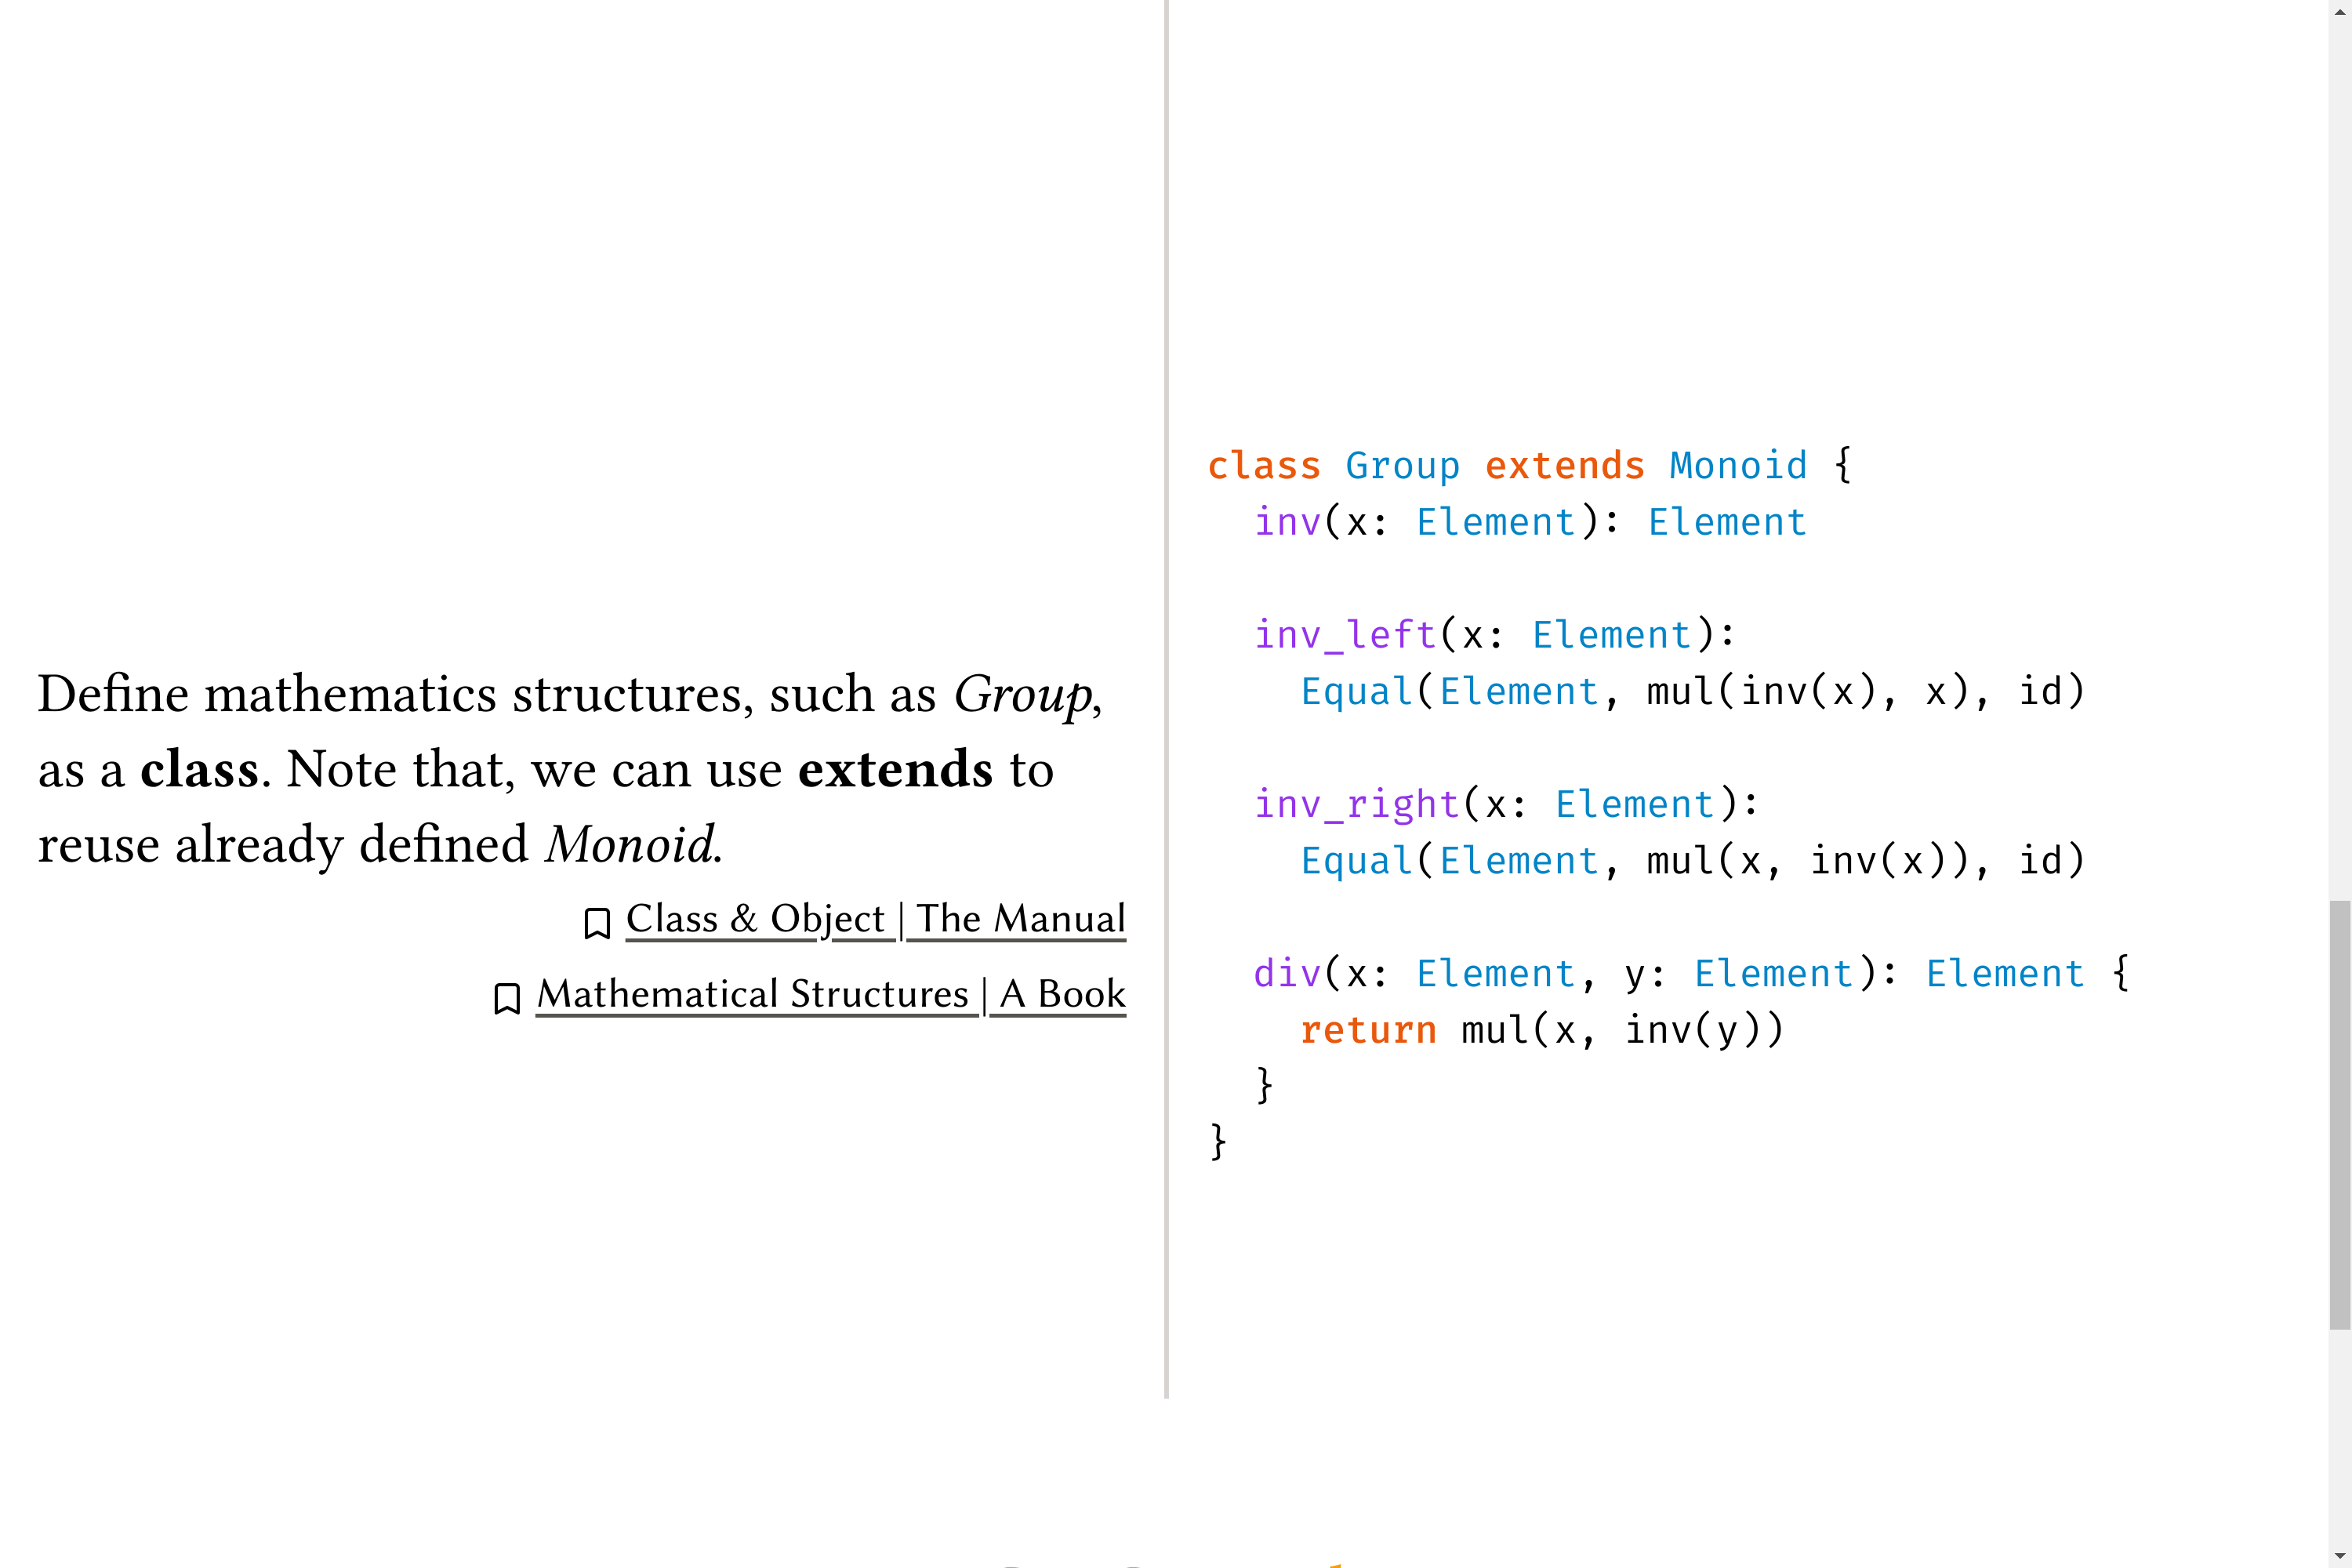 Define mathematics structures, such as Group,
as a class. Note that, we can use extends to
reuse already defined Monoid.
Class & Object | The Manual
Mathematical Structures | A Book
class Group extends Monoid {
  inv(x: Element): Element

  inv_left(x: Element):
    Equal(Element, mul(inv(x), x), id)

  inv_right(x: Element):
    Equal(Element, mul(x, inv(x)), id)

  div(x: Element, y: Element): Element {
    return mul(x, inv(y))
  }
}